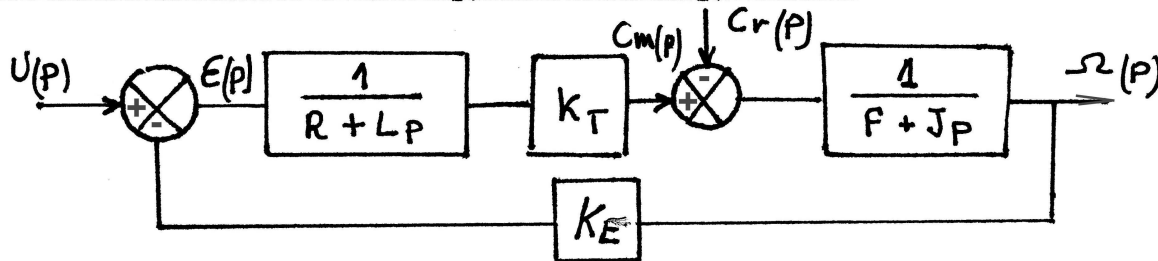 U(p)
+
-
E(p)
1
R + Lp
K_T
Cm(p)
Cr(p)
-
+
1
F + Jp
Ω(p)
K_E